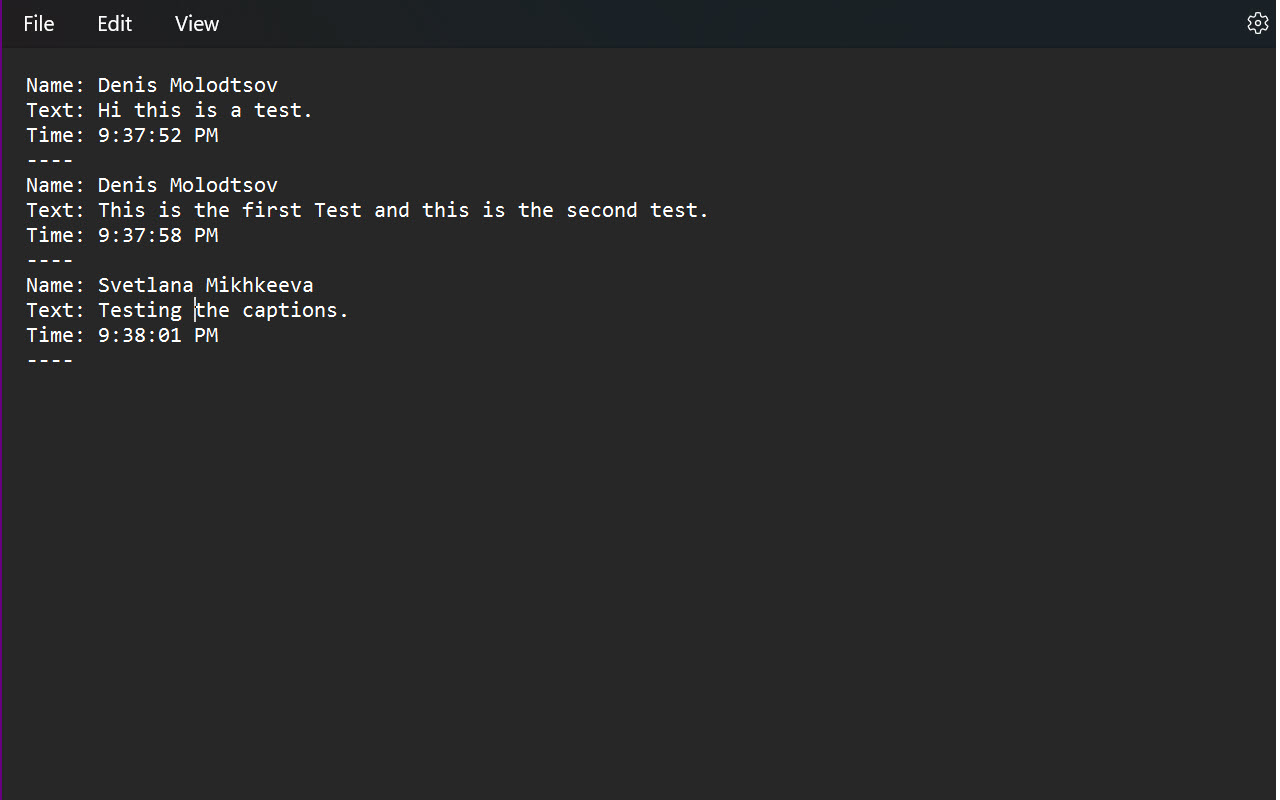 File Edit View
Name: Denis Molodtsov
Text: Hi this is a test.
Time: 9:37:52 PM
----
Name: Denis Molodtsov
Text: This is the first Test and this is the second test.
Time: 9:37:58 PM
----
Name: Svetlana Mikhkeeva
Text: Testing the captions.
Time: 9:38:01 PM
----